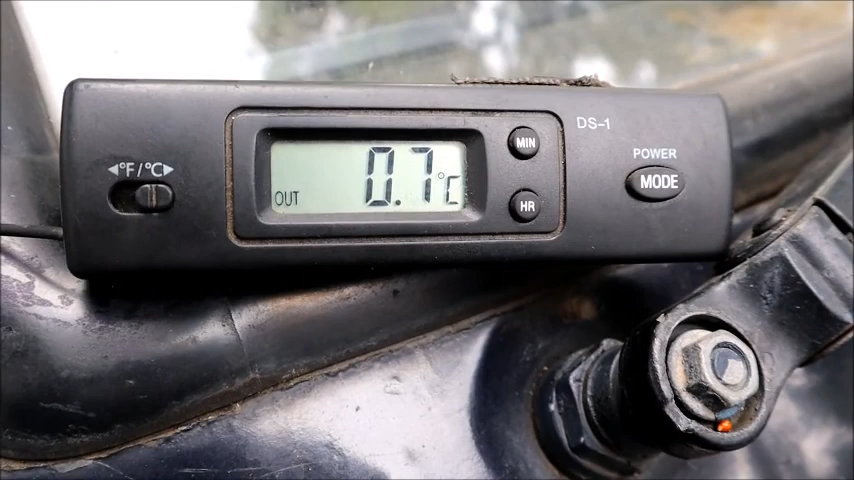 DS-1
◀°F/°C▶
OUT 0.7°C
MIN
HR
POWER
MODE